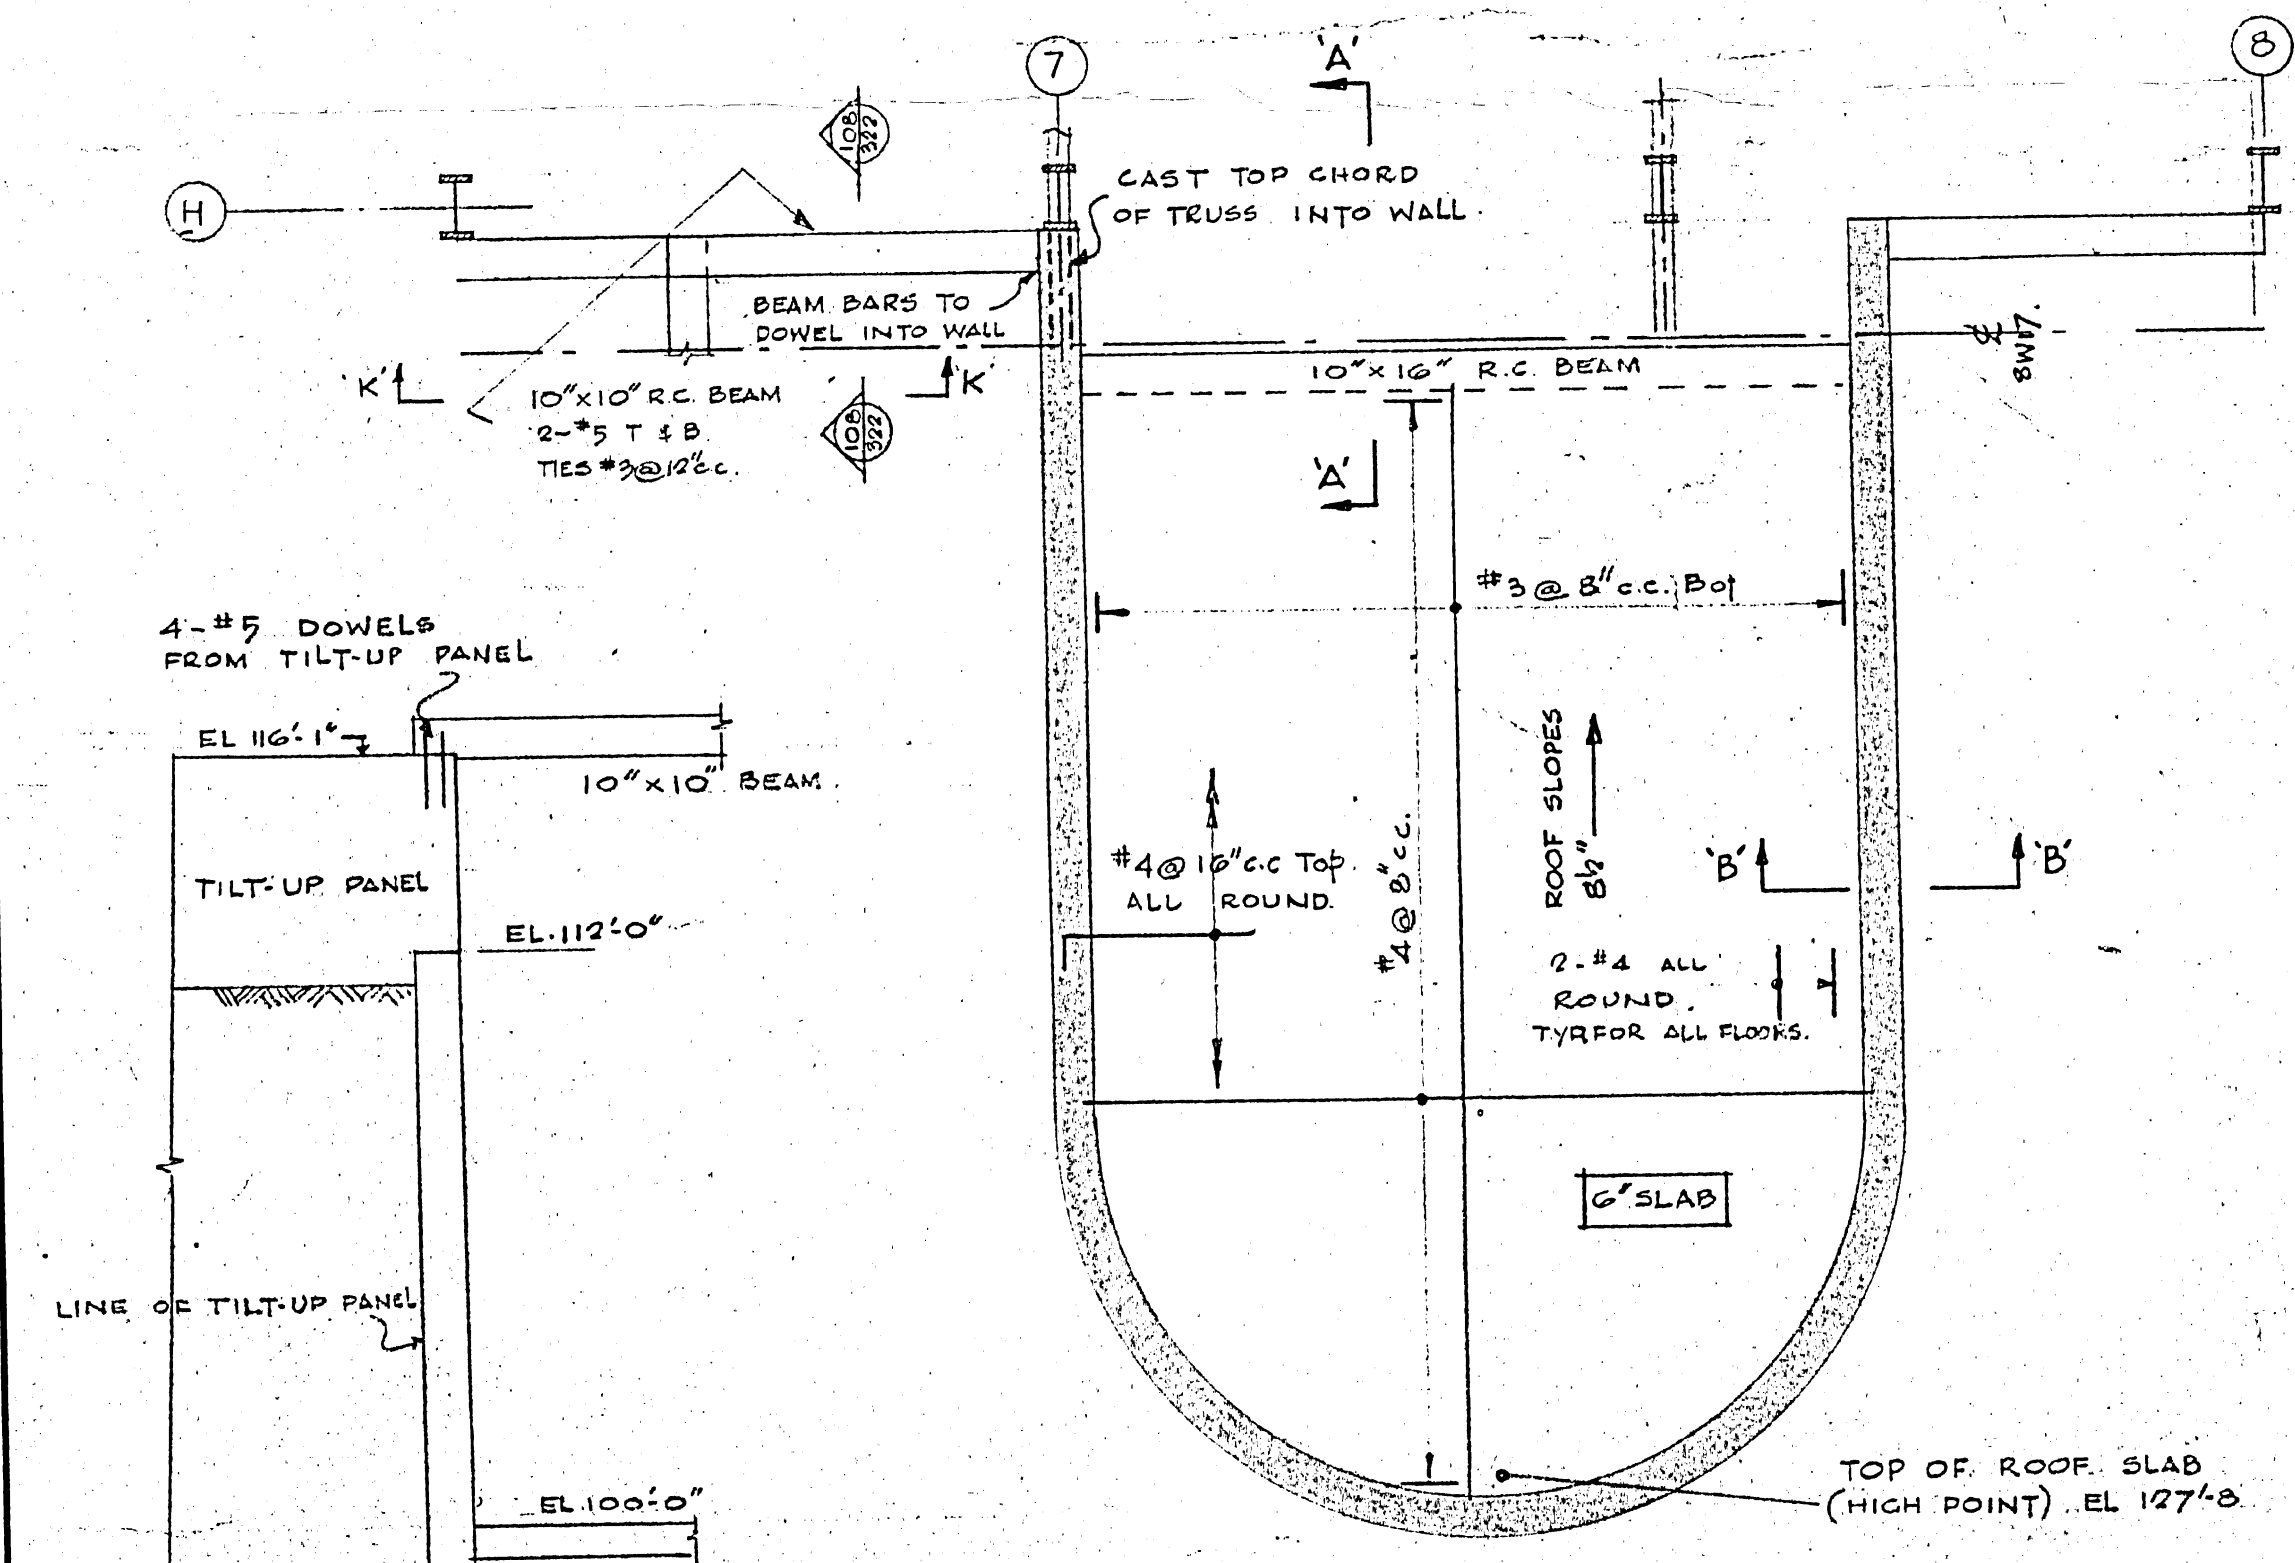 7
8
'A'
108
322
H
CAST TOP CHORD
OF TRUSS INTO WALL.
BEAM BARS TO
DOWEL INTO WALL
8W17.
'K'
'K'
10"x16" R.C. BEAM
10"x10" R.C. BEAM
2-#5 T & B.
TIES #3@12"c.c.
108
322
'A'
#3 @ 8" c.c. Bot
4-#5 DOWELS
FROM TILT-UP PANEL
EL 116'-1"
10"x10" BEAM.
ROOF SLOPES
8½"
#4 @ 8" c.c.
#4@ 16"c.c Top.
ALL ROUND.
'B'
'B'
TILT-UP PANEL
EL.112'-0"
2-#4 ALL
ROUND.
TYP.FOR ALL FLOORS.
6" SLAB
LINE OF TILT-UP PANEL
EL.100'-0"
TOP OF ROOF SLAB
(HIGH POINT) EL 127'-8